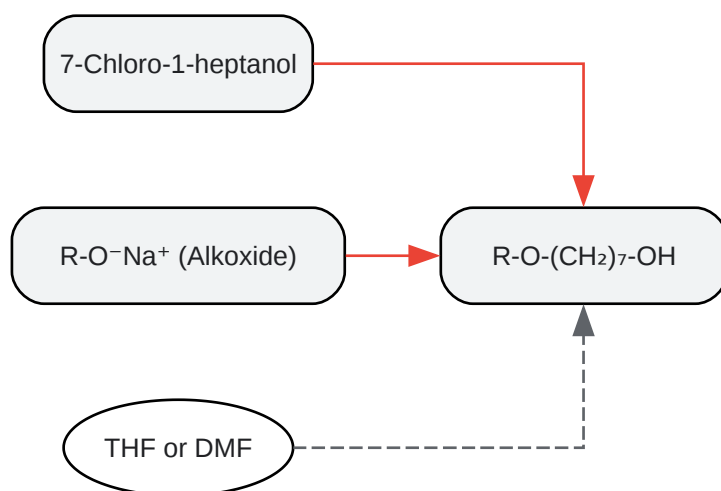 7-Chloro-1-heptanol
R-O⁻Na⁺ (Alkoxide)
R-O-(CH₂)₇-OH
THF or DMF